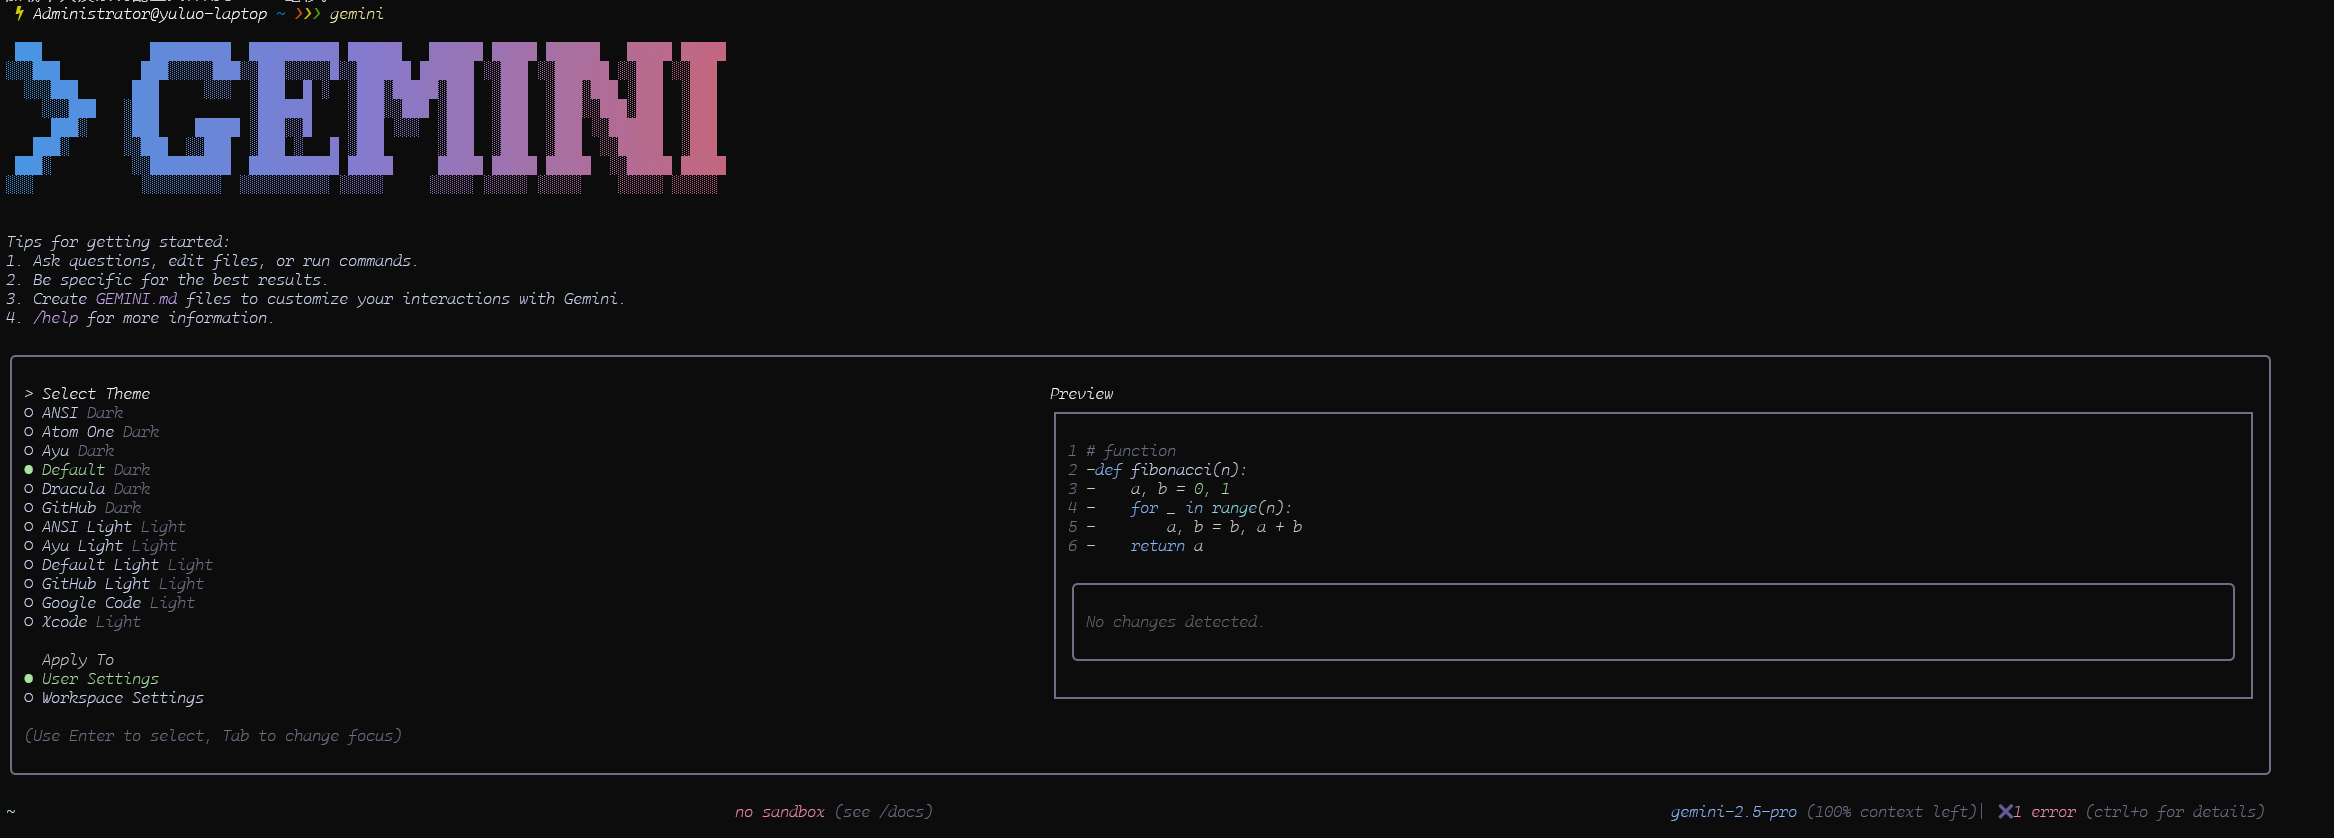 Administrator@yuluo-laptop ~ ❯❯❯ gemini
> GEMINI
Tips for getting started:
1. Ask questions, edit files, or run commands.
2. Be specific for the best results.
3. Create GEMINI.md files to customize your interactions with Gemini.
4. /help for more information.
> Select Theme
○ ANSI Dark
○ Atom One Dark
○ Ayu Dark
● Default Dark
○ Dracula Dark
○ GitHub Dark
○ ANSI Light Light
○ Ayu Light Light
○ Default Light Light
○ GitHub Light Light
○ Google Code Light
○ Xcode Light
Apply To
● User Settings
○ Workspace Settings
(Use Enter to select, Tab to change focus)
Preview
1 # function
2 -def fibonacci(n):
3 -    a, b = 0, 1
4 -    for _ in range(n):
5 -        a, b = b, a + b
6 -    return a
No changes detected.
~
no sandbox (see /docs)
gemini-2.5-pro (100% context left)| ✖1 error (ctrl+o for details)